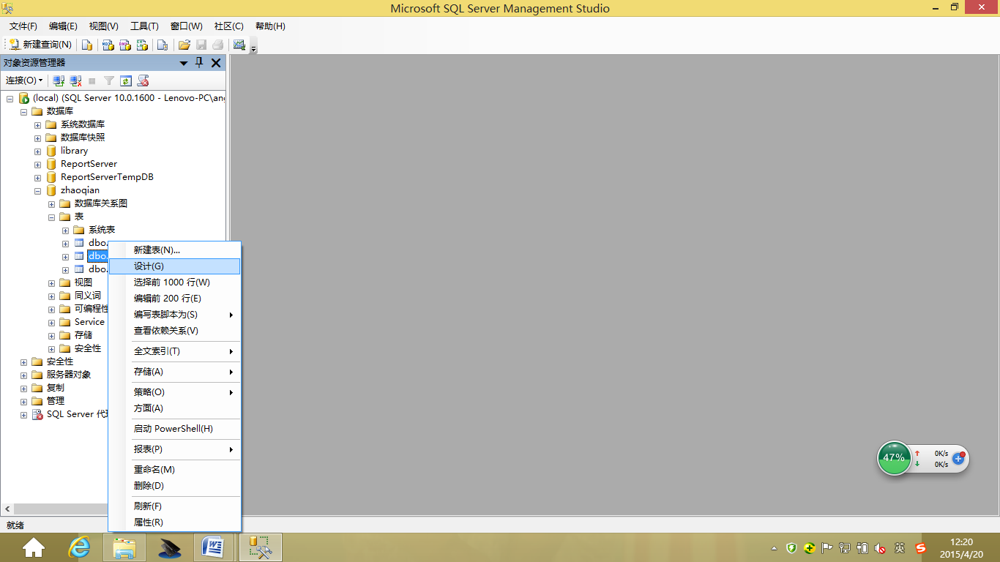 Microsoft SQL Server Management Studio
文件(F) 编辑(E) 视图(V) 工具(T) 窗口(W) 社区(C) 帮助(H)
新建查询(N)
对象资源管理器
连接(O)
(local) (SQL Server 10.0.1600 - Lenovo-PC\an
数据库
系统数据库
数据库快照
library
ReportServer
ReportServerTempDB
zhaoqian
数据库关系图
表
系统表
dbo.
dbo.
dbo.
视图
同义词
可编程性
Service
存储
安全性
安全性
服务器对象
复制
管理
SQL Server 代理
新建表(N)...
设计(G)
选择前 1000 行(W)
编辑前 200 行(E)
编写表脚本为(S)
查看依赖关系(V)
全文索引(T)
存储(A)
策略(O)
方面(A)
启动 PowerShell(H)
报表(P)
重命名(M)
删除(D)
刷新(F)
属性(R)
47%
0K/s
0K/s
就绪
英
12:20
2015/4/20